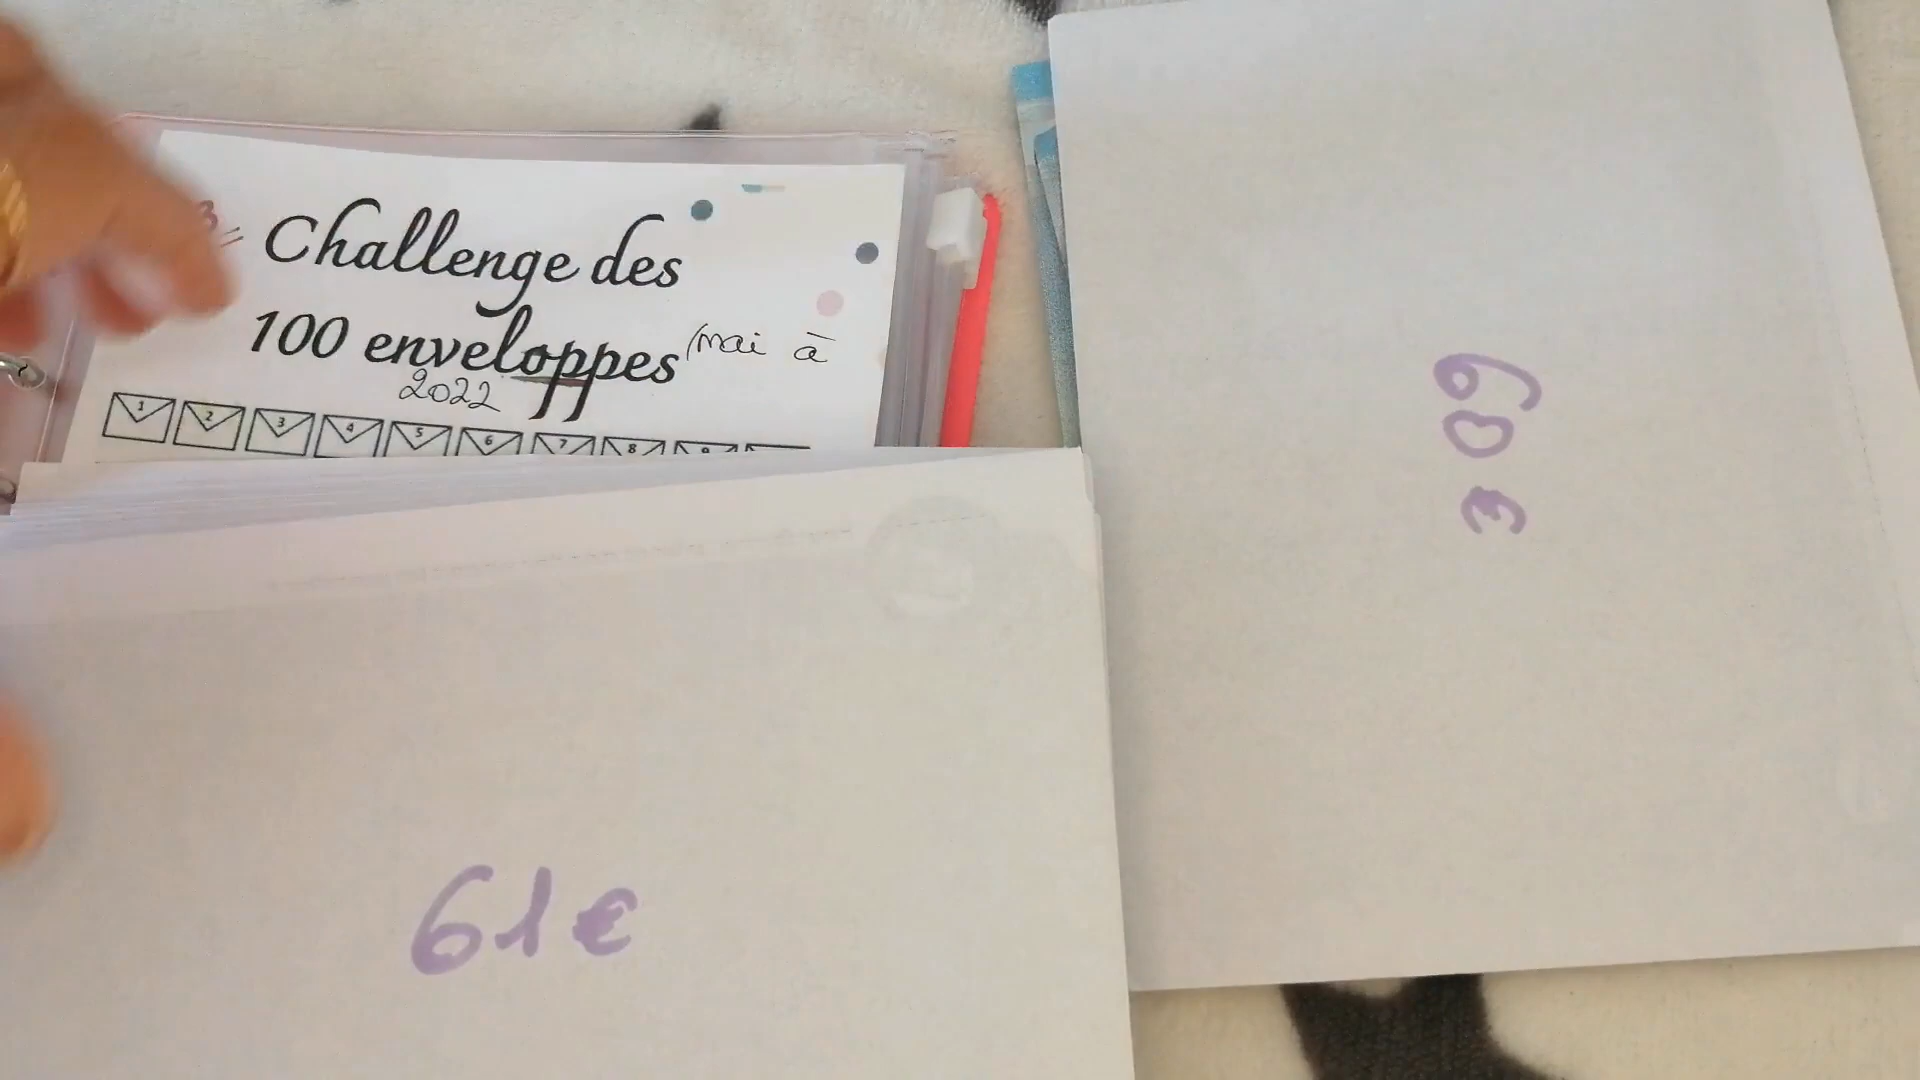 Challenge des
100 enveloppes (mai à
2022
1 2 3 4 5 6 7 8
60 €
61 €